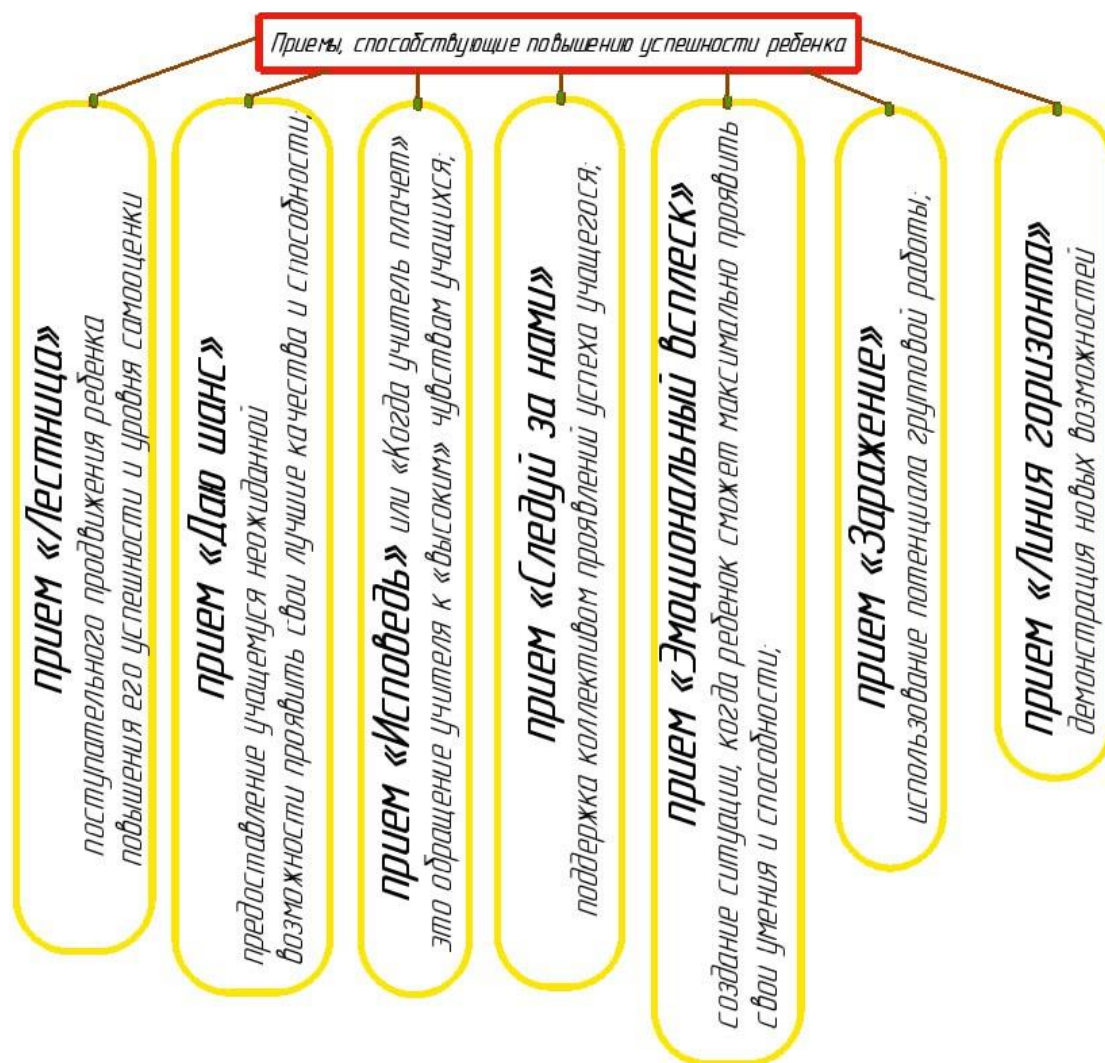 Приемы, способствующие повышению успешности ребенка
прием «Лестница»
поступательного продвижения ребенка
повышения его успешности и уровня самооценки
прием «Даю шанс»
предоставление учащемуся неожиданной
возможности проявить свои лучшие качества и способности;
прием «Исповедь» или «Когда учитель плачет»
это обращение учителя к «высоким» чувствам учащихся;
прием «Следуй за нами»
поддержка коллективом проявлений успеха учащегося;
прием «Эмоциональный всплеск»
создание ситуации, когда ребенок сможет максимально проявить
свои умения и способности;
прием «Заражение»
использование потенциала групповой работы;
прием «Линия горизонта»
демонстрация новых возможностей